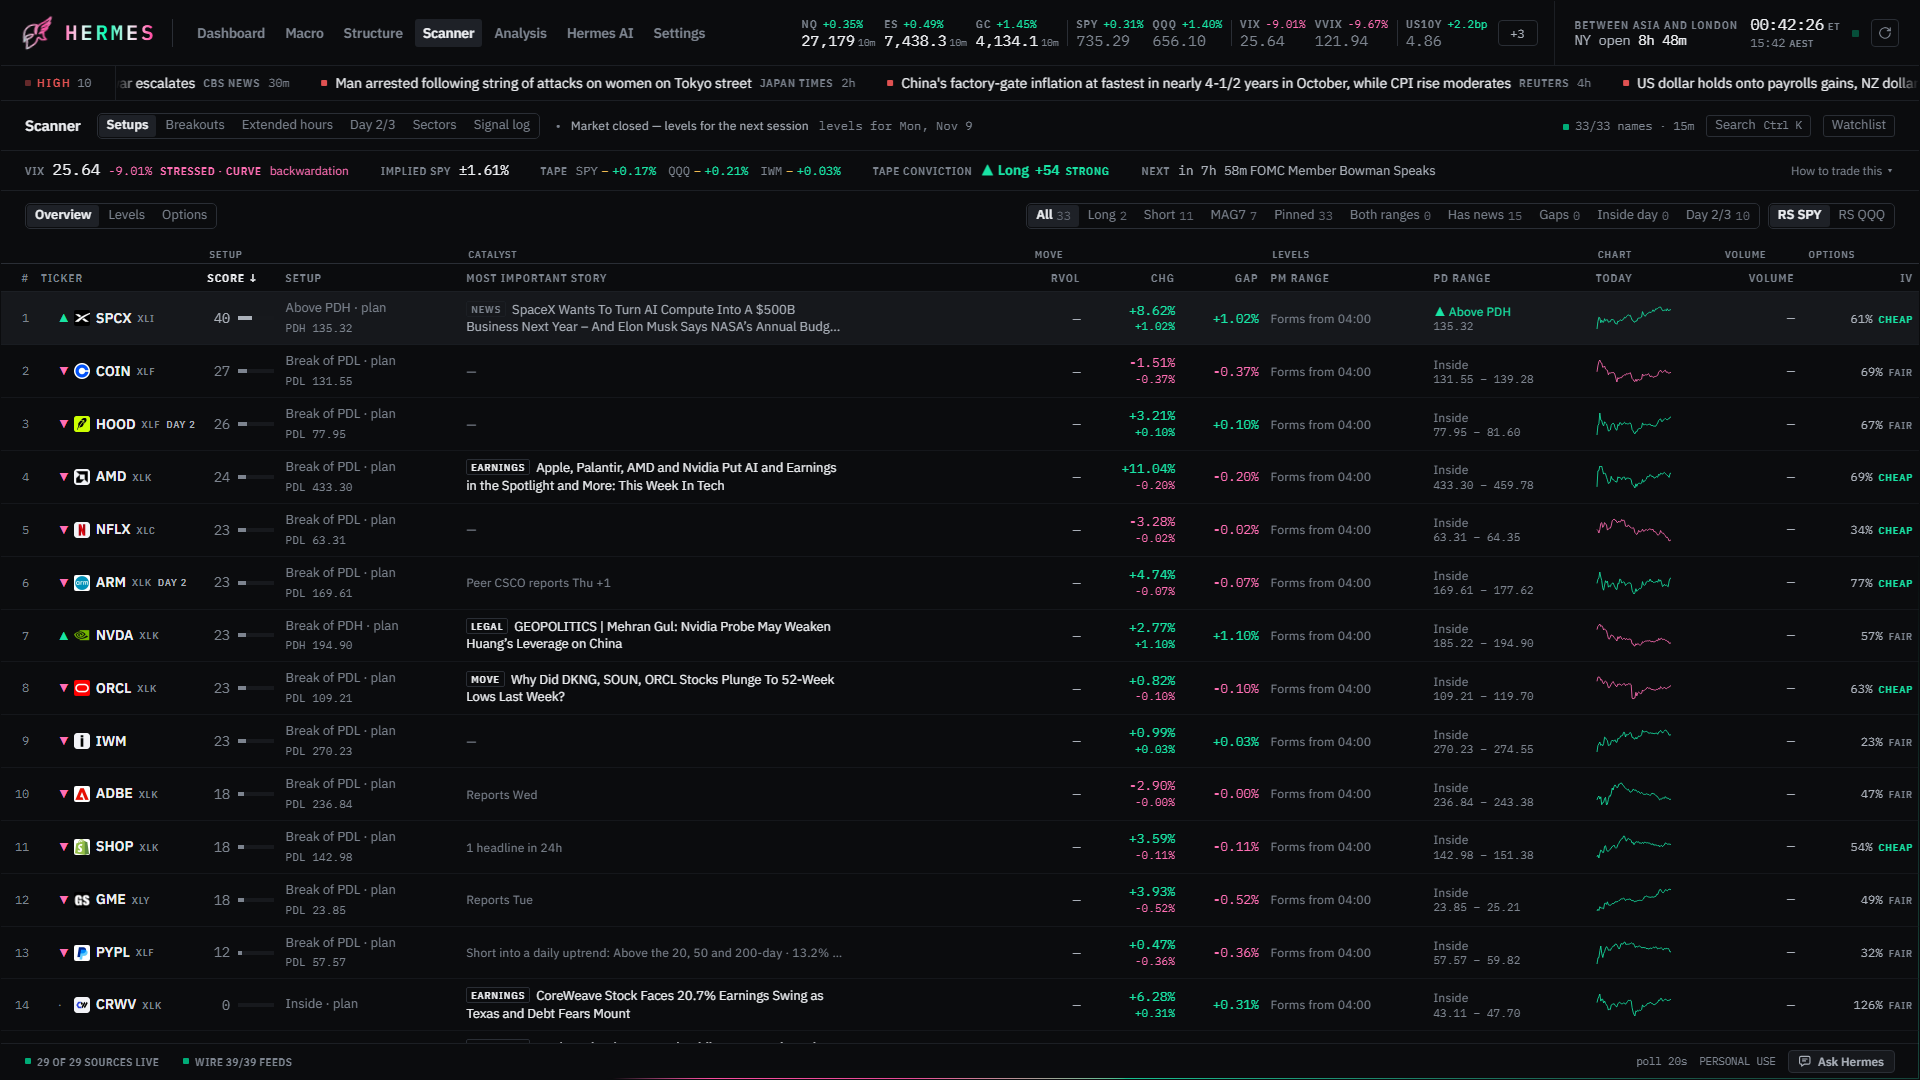 HERMES
Dashboard Macro Structure Scanner Analysis Hermes AI Settings
NQ +0.35% ES +0.49% GC +1.45% SPY +0.31% QQQ +1.40% VIX -9.01% VVIX -9.67% US10Y +2.2bp
27,179 10m 7,438.3 10m 4,134.1 10m 735.29 656.10 25.64 121.94 4.86 +3
BETWEEN ASIA AND LONDON 00:42:26 ET
NY open 8h 48m 15:42 AEST
HIGH 10 ar escalates CBS NEWS 30m Man arrested following string of attacks on women on Tokyo street JAPAN TIMES 2h China's factory-gate inflation at fastest in nearly 4-1/2 years in October, while CPI rise moderates REUTERS 4h US dollar holds onto payrolls gains, NZ dolla
Scanner Setups Breakouts Extended hours Day 2/3 Sectors Signal log · Market closed — levels for the next session levels for Mon, Nov 9 33/33 names · 15m Search Ctrl K Watchlist
VIX 25.64 -9.01% STRESSED · CURVE backwardation IMPLIED SPY ±1.61% TAPE SPY – +0.17% QQQ – +0.21% IWM – +0.03% TAPE CONVICTION ▲ Long +54 STRONG NEXT in 7h 58m FOMC Member Bowman Speaks How to trade this ▾
Overview Levels Options All 33 Long 2 Short 11 MAG7 7 Pinned 33 Both ranges 0 Has news 15 Gaps 0 Inside day 0 Day 2/3 10 RS SPY RS QQQ
SETUP CATALYST MOVE LEVELS CHART VOLUME OPTIONS
# TICKER SCORE ↓ SETUP MOST IMPORTANT STORY RVOL CHG GAP PM RANGE PD RANGE TODAY VOLUME IV
1 ▲ SPCX XLI 40 Above PDH · plan NEWS SpaceX Wants To Turn AI Compute Into A $500B — +8.62% +1.02% Forms from 04:00 ▲ Above PDH — 61% CHEAP
PDH 135.32 Business Next Year – And Elon Musk Says NASA's Annual Budg... +1.02% 135.32
2 ▼ COIN XLF 27 Break of PDL · plan — — -1.51% -0.37% Forms from 04:00 Inside — 69% FAIR
PDL 131.55 -0.37% 131.55 – 139.28
3 ▼ HOOD XLF DAY 2 26 Break of PDL · plan — — +3.21% +0.10% Forms from 04:00 Inside — 67% FAIR
PDL 77.95 +0.10% 77.95 – 81.60
4 ▼ AMD XLK 24 Break of PDL · plan EARNINGS Apple, Palantir, AMD and Nvidia Put AI and Earnings — +11.04% -0.20% Forms from 04:00 Inside — 69% CHEAP
PDL 433.30 in the Spotlight and More: This Week In Tech -0.20% 433.30 – 459.78
5 ▼ NFLX XLC 23 Break of PDL · plan — — -3.28% -0.02% Forms from 04:00 Inside — 34% CHEAP
PDL 63.31 -0.02% 63.31 – 64.35
6 ▼ ARM XLK DAY 2 23 Break of PDL · plan Peer CSCO reports Thu +1 — +4.74% -0.07% Forms from 04:00 Inside — 77% CHEAP
PDL 169.61 -0.07% 169.61 – 177.62
7 ▲ NVDA XLK 23 Break of PDH · plan LEGAL GEOPOLITICS | Mehran Gul: Nvidia Probe May Weaken — +2.77% +1.10% Forms from 04:00 Inside — 57% FAIR
PDH 194.90 Huang's Leverage on China +1.10% 185.22 – 194.90
8 ▼ ORCL XLK 23 Break of PDL · plan MOVE Why Did DKNG, SOUN, ORCL Stocks Plunge To 52-Week — +0.82% -0.10% Forms from 04:00 Inside — 63% CHEAP
PDL 109.21 Lows Last Week? -0.10% 109.21 – 119.70
9 ▼ IWM 23 Break of PDL · plan — — +0.99% +0.03% Forms from 04:00 Inside — 23% FAIR
PDL 270.23 +0.03% 270.23 – 274.55
10 ▼ ADBE XLK 18 Break of PDL · plan Reports Wed — -2.90% -0.00% Forms from 04:00 Inside — 47% FAIR
PDL 236.84 -0.00% 236.84 – 243.38
11 ▼ SHOP XLK 18 Break of PDL · plan 1 headline in 24h — +3.59% -0.11% Forms from 04:00 Inside — 54% CHEAP
PDL 142.98 -0.11% 142.98 – 151.38
12 ▼ GME XLY 18 Break of PDL · plan Reports Tue — +3.93% -0.52% Forms from 04:00 Inside — 49% FAIR
PDL 23.85 -0.52% 23.85 – 25.21
13 ▼ PYPL XLF 12 Break of PDL · plan Short into a daily uptrend: Above the 20, 50 and 200-day · 13.2% ... — +0.47% -0.36% Forms from 04:00 Inside — 32% FAIR
PDL 57.57 -0.36% 57.57 – 59.82
14 · CRWV XLK 0 Inside · plan EARNINGS CoreWeave Stock Faces 20.7% Earnings Swing as — +6.28% +0.31% Forms from 04:00 Inside — 126% FAIR
Texas and Debt Fears Mount +0.31% 43.11 – 47.70
29 OF 29 SOURCES LIVE WIRE 39/39 FEEDS poll 20s PERSONAL USE Ask Hermes